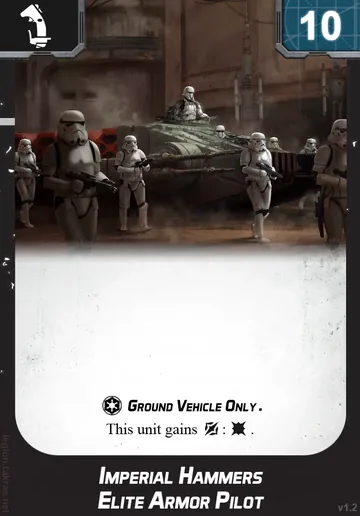 10
Ground Vehicle Only.
This unit gains : .
Imperial Hammers
Elite Armor Pilot
v1.2